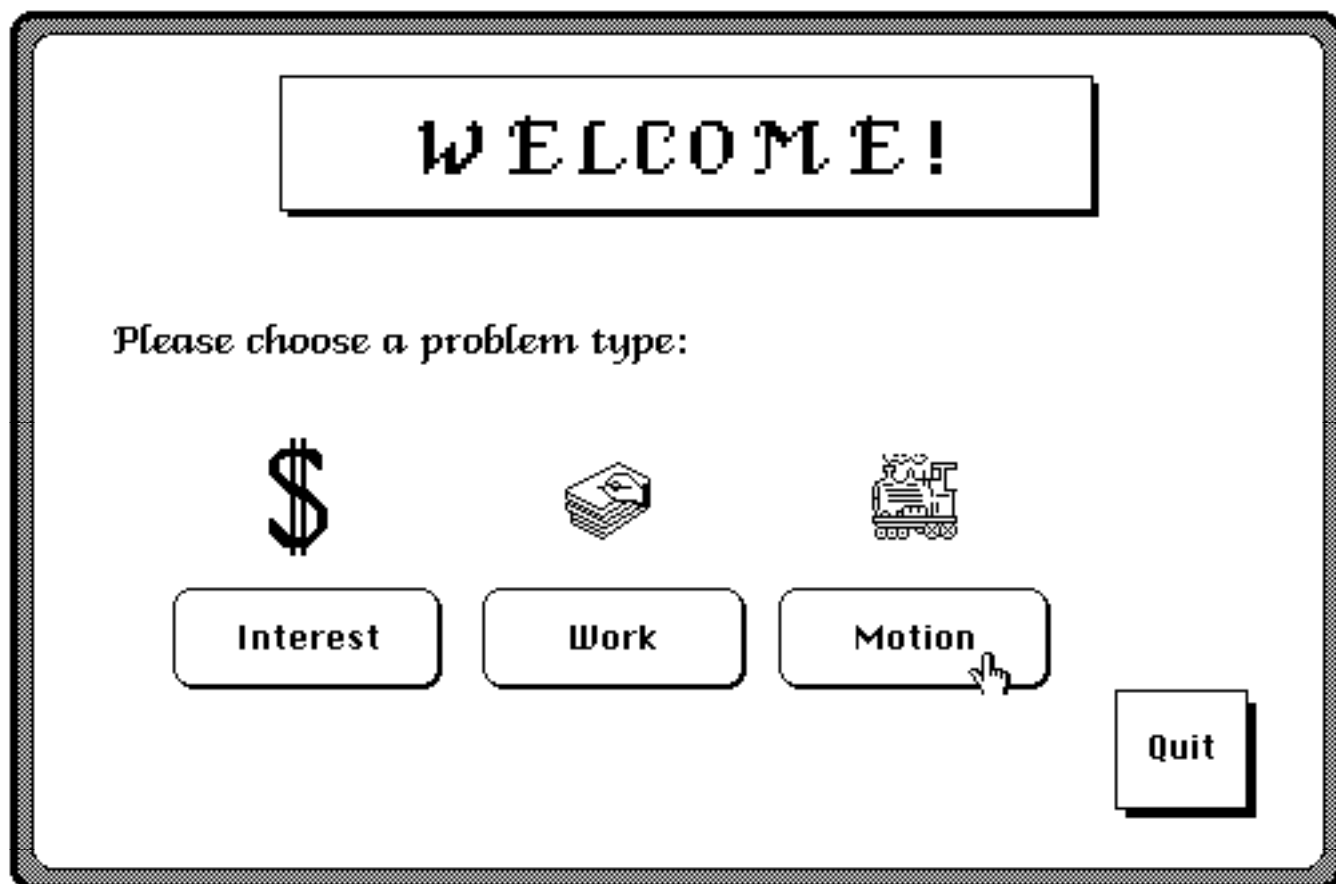 WELCOME!
Please choose a problem type:
$
Interest
Work
Motion
Quit